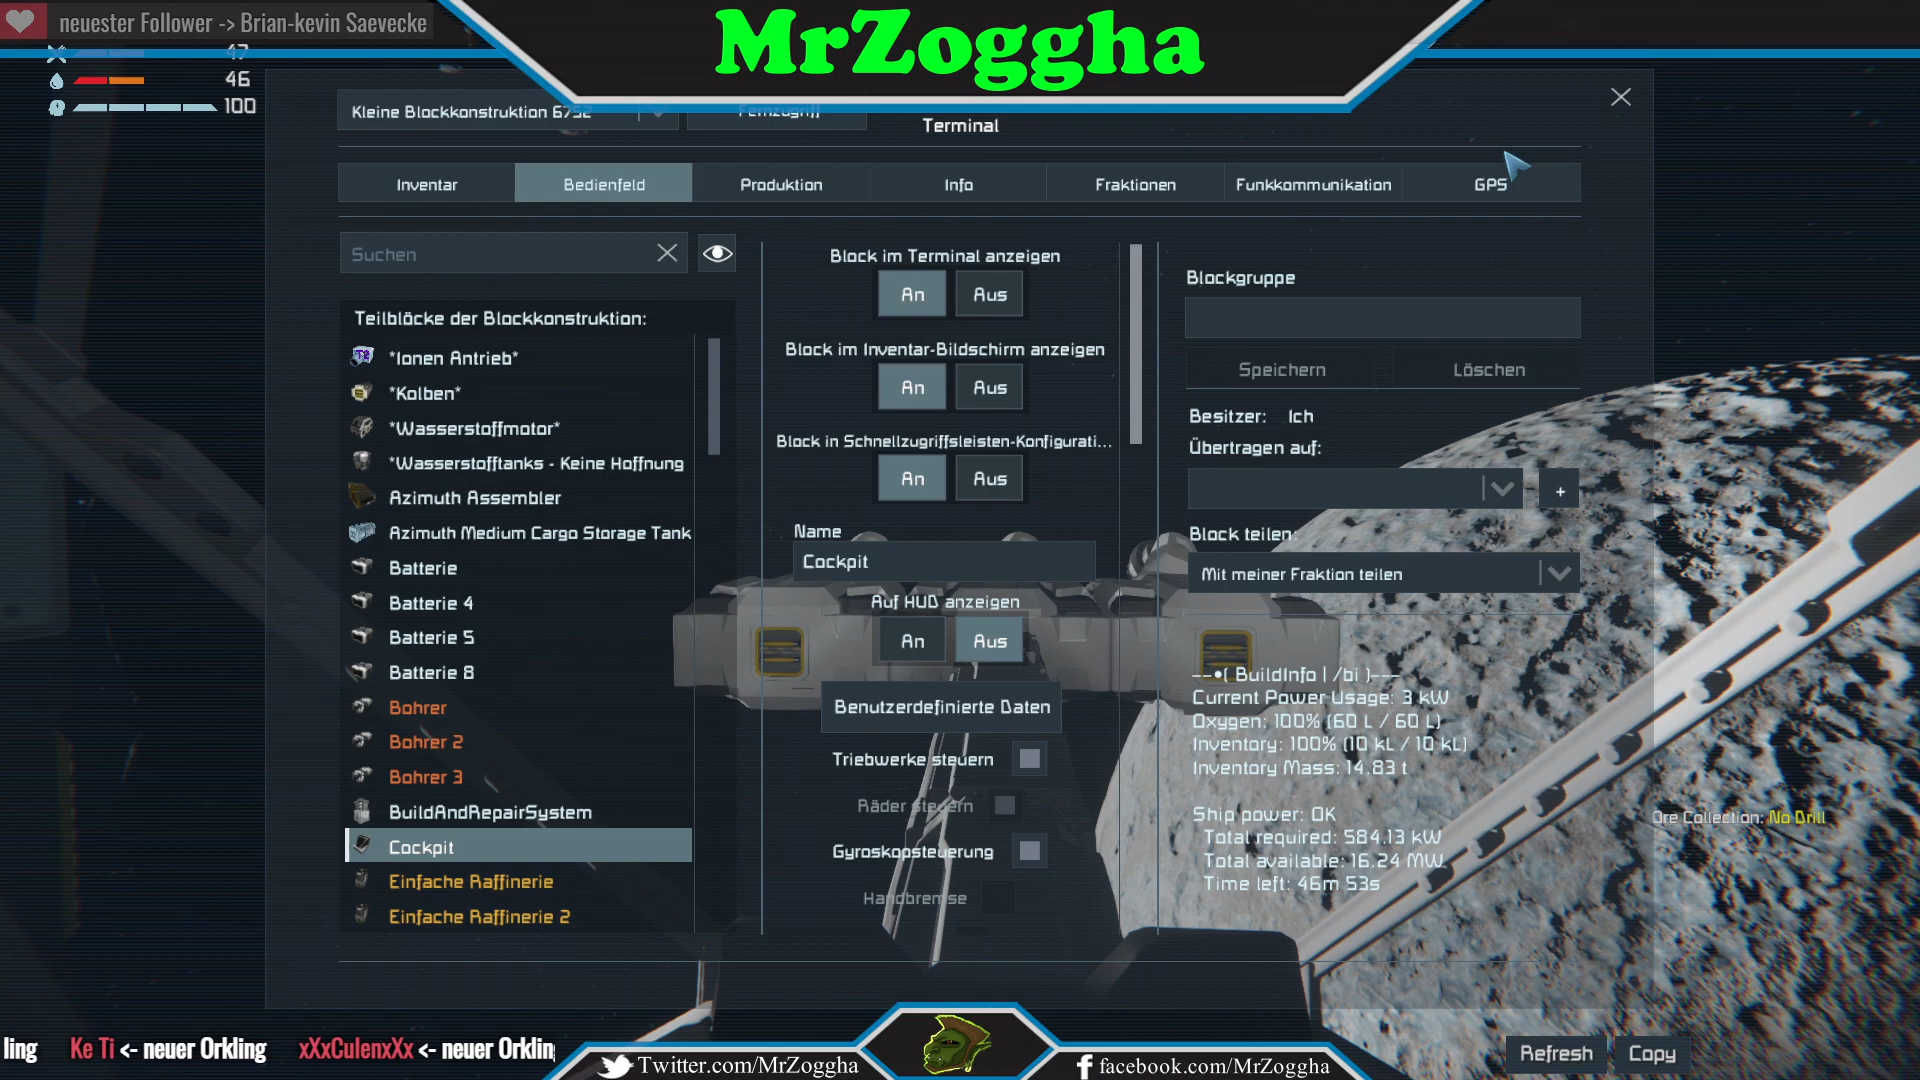 neuester Follower -> Brian-kevin Saevecke
MrZoggha
47
46
100
Kleine Blockkonstruktion 6752
Fernzugriff
Terminal
Inventar
Bedienfeld
Produktion
Info
Fraktionen
Funkkommunikation
GPS
Suchen
Teilblöcke der Blockkonstruktion:
*Ionen Antrieb*
*Kolben*
*Wasserstoffmotor*
*Wasserstofftanks - Keine Hoffnung
Azimuth Assembler
Azimuth Medium Cargo Storage Tank
Batterie
Batterie 4
Batterie 5
Batterie 8
Bohrer
Bohrer 2
Bohrer 3
BuildAndRepairSystem
Cockpit
Einfache Raffinerie
Einfache Raffinerie 2
Block im Terminal anzeigen
An Aus
Block im Inventar-Bildschirm anzeigen
An Aus
Block in Schnellzugriffsleisten-Konfigurati...
An Aus
Name
Cockpit
Auf HUD anzeigen
An Aus
Benutzerdefinierte Daten
Triebwerke steuern
Räder steuern
Gyroskopsteuerung
Handbremse
Blockgruppe
Speichern
Löschen
Besitzer: Ich
Übertragen auf:
+
Block teilen:
Mit meiner Fraktion teilen
--•( BuildInfo | /bi )---
Current Power Usage: 3 kW
Oxygen: 100% (60 L / 60 L)
Inventory: 100% (10 kL / 10 kL)
Inventory Mass: 14.83 t
Ship power: OK
Total required: 584.13 kW
Total available: 16.24 MW
Time left: 46m 53s
Ore Collection: No Drill
ling
Ke Ti <- neuer Orkling
xXxCulenxXx <- neuer Orklin
Twitter.com/MrZoggha
facebook.com/MrZoggha
Refresh
Copy